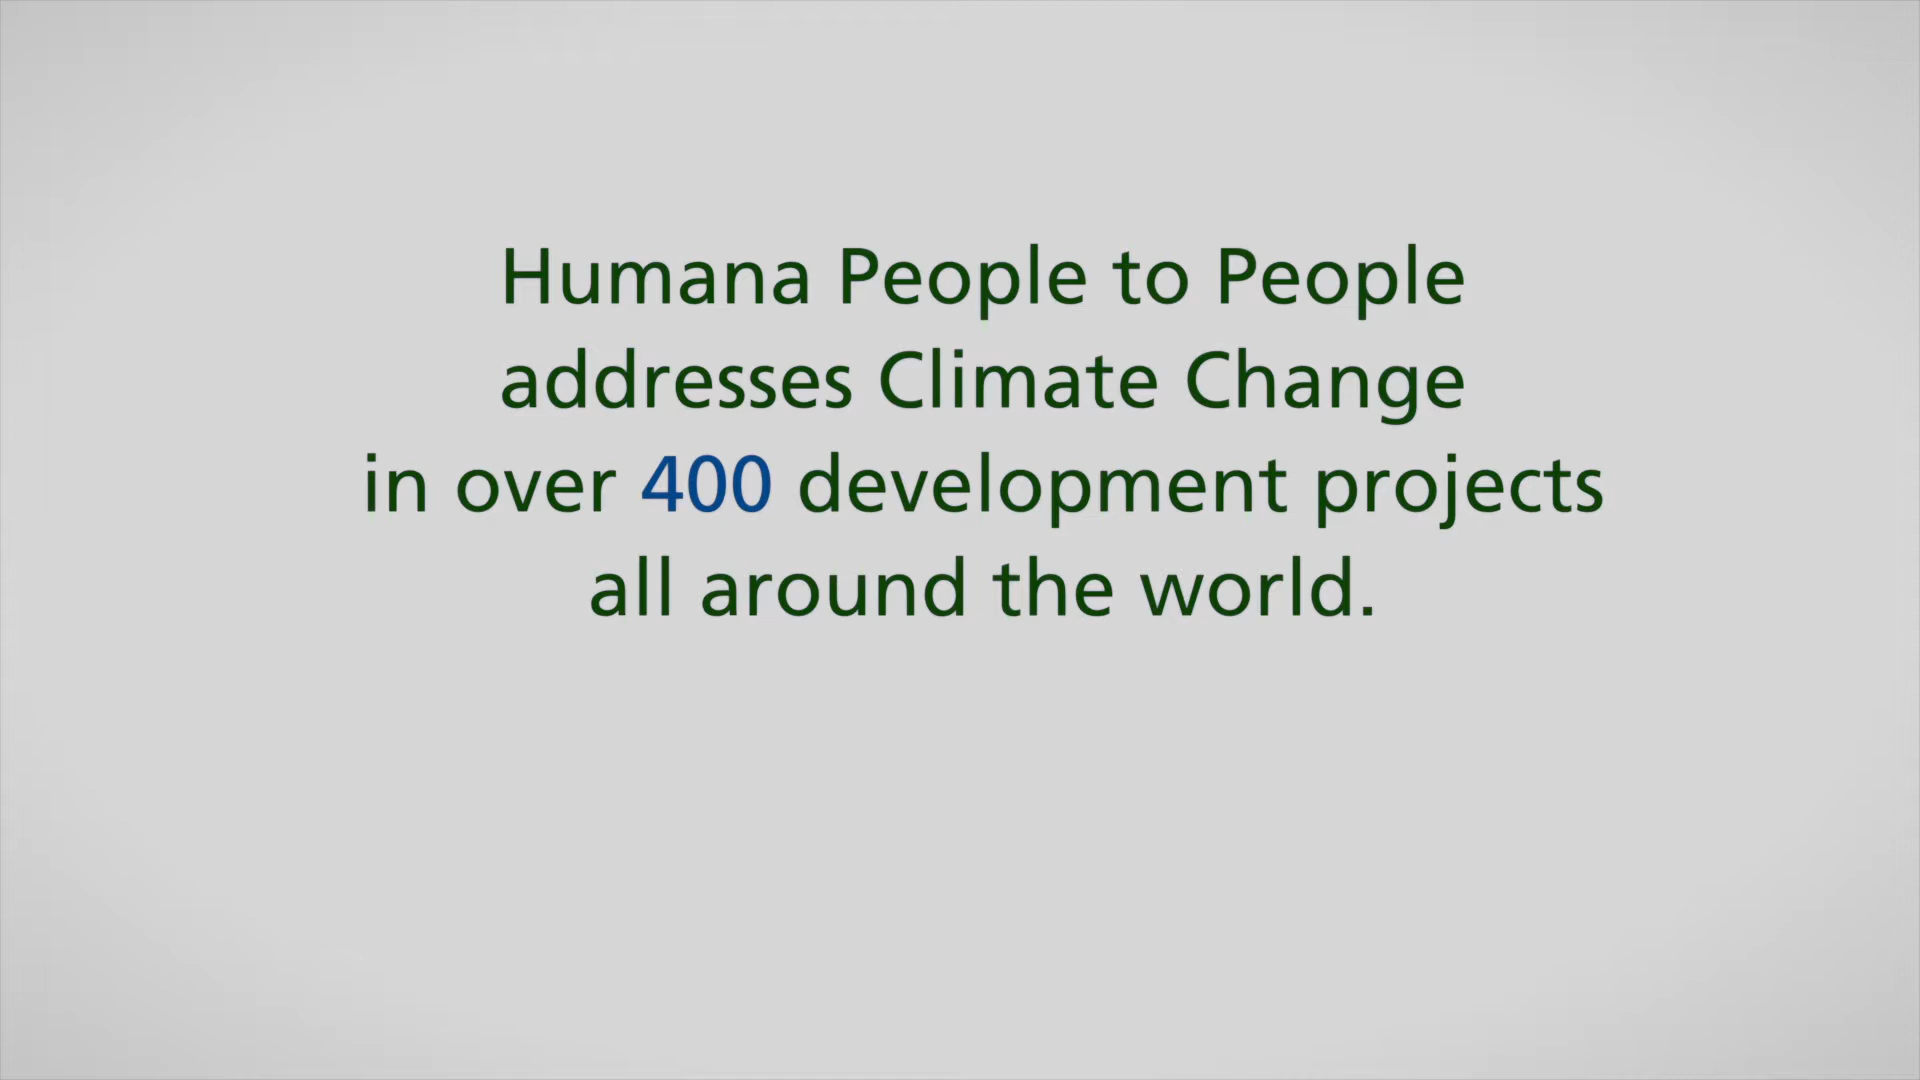 Humana People to People
addresses Climate Change
in over 400 development projects
all around the world.